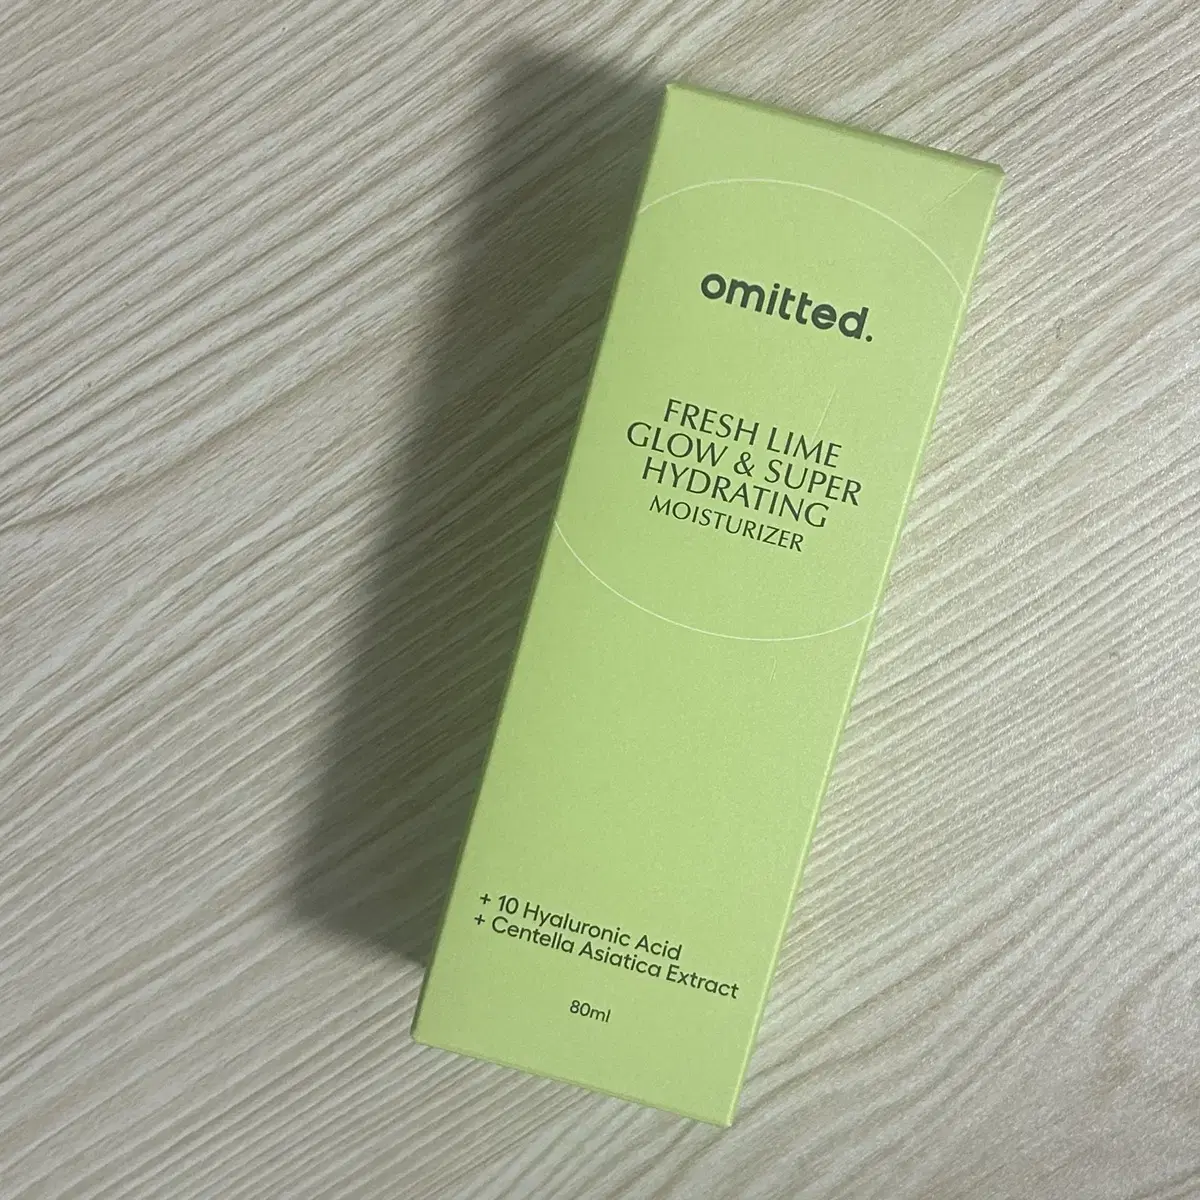 omitted.
FRESH LIME
GLOW & SUPER
HYDRATING
MOISTURIZER
+ 10 Hyaluronic Acid
+ Centella Asiatica Extract
80ml